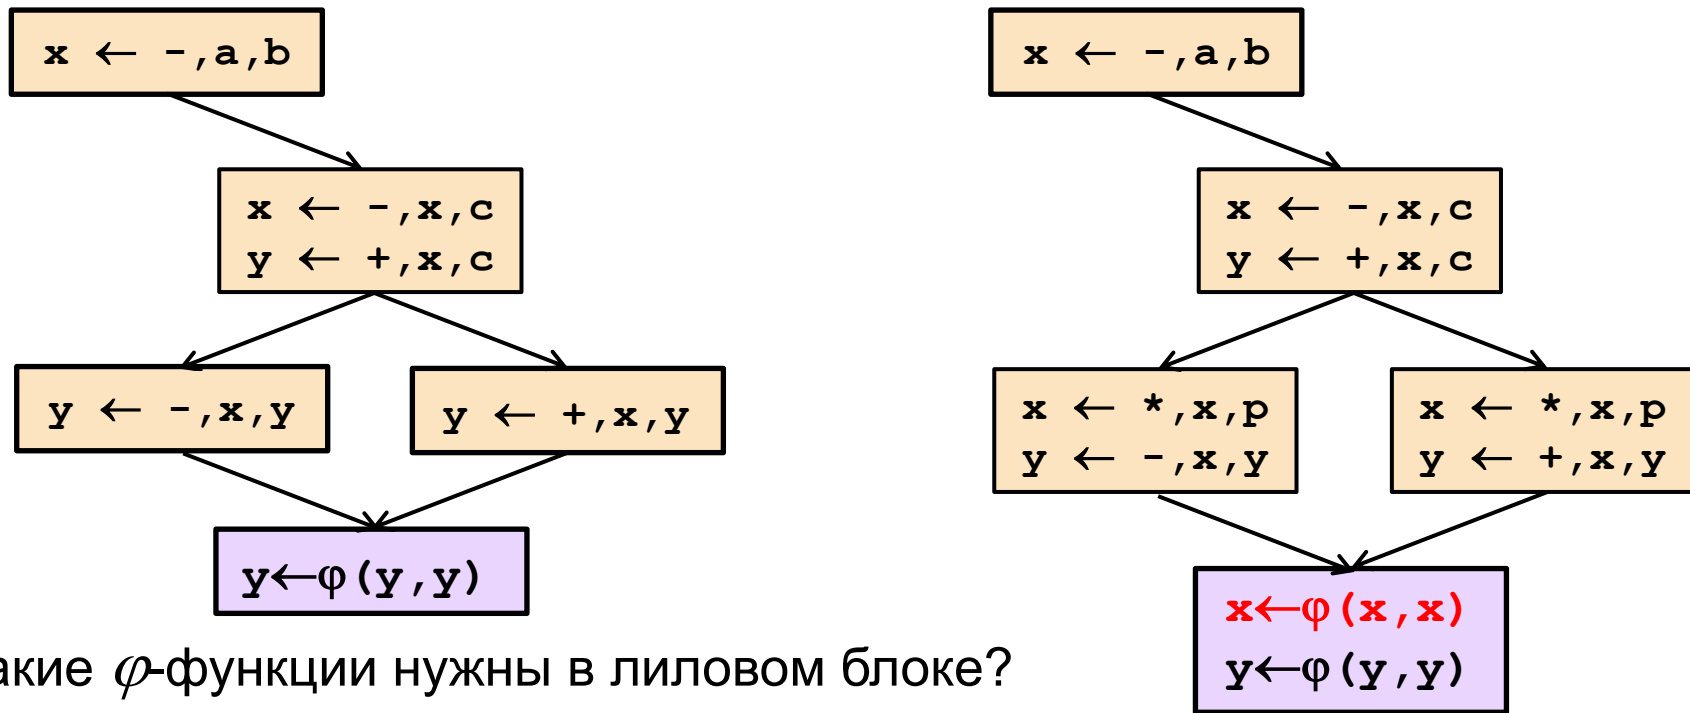 x ← -,a,b
x ← -,x,c
y ← +,x,c
y ← -,x,y
y ← +,x,y
y←φ(y,y)
акие φ-функции нужны в лиловом блоке?
x ← -,a,b
x ← -,x,c
y ← +,x,c
x ← *,x,p
y ← -,x,y
x ← *,x,p
y ← +,x,y
x←φ(x,x)
y←φ(y,y)